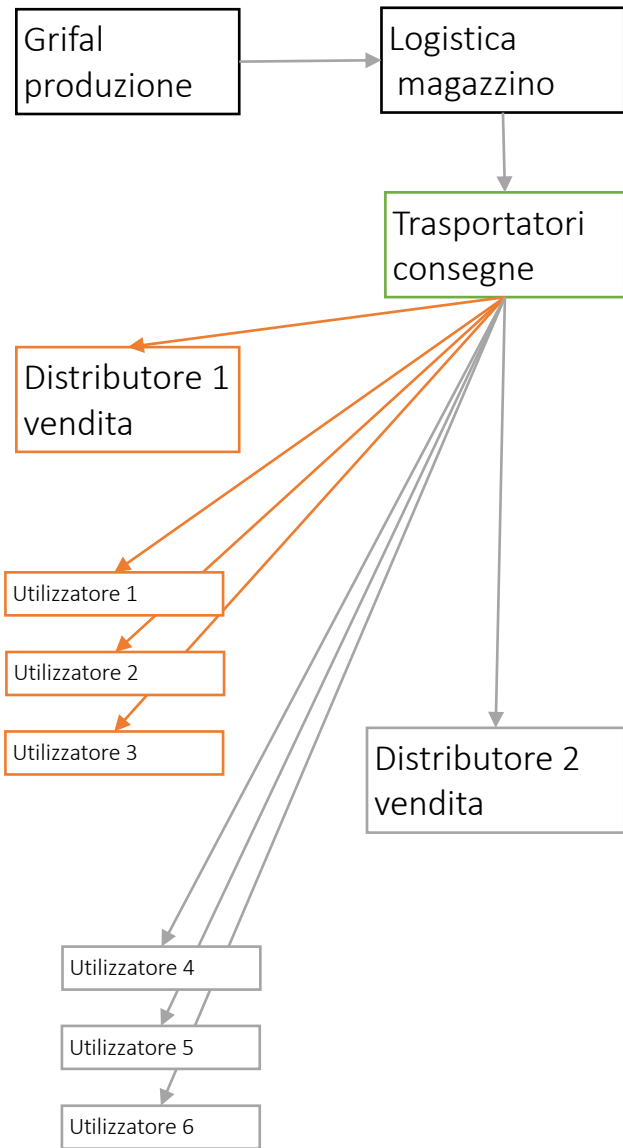 Grifal
produzione
Logistica
magazzino
Trasportatori
consegne
Distributore 1
vendita
Utilizzatore 1
Utilizzatore 2
Utilizzatore 3
Distributore 2
vendita
Utilizzatore 4
Utilizzatore 5
Utilizzatore 6